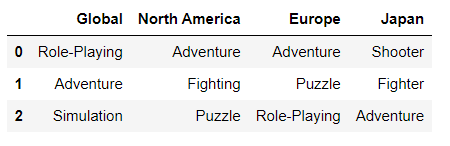 Global North America Europe Japan
0 Role-Playing Adventure Adventure Shooter
1 Adventure Fighting Puzzle Fighter
2 Simulation Puzzle Role-Playing Adventure